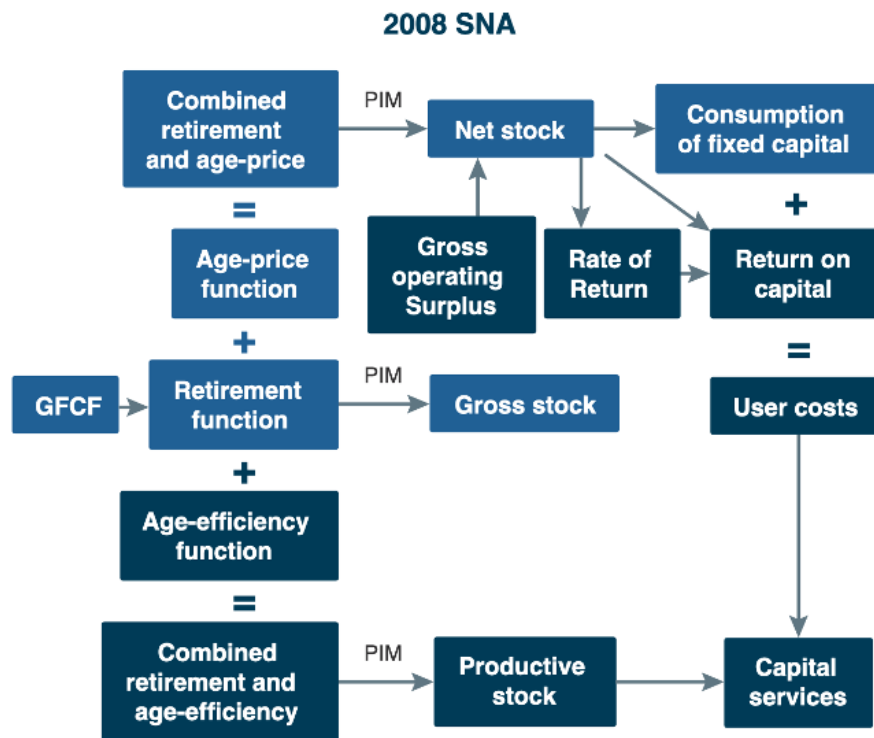 2008 SNA
Combined
retirement
and age-price
PIM
Net stock
Consumption
of fixed capital
=
+
Age-price
function
Gross
operating
Surplus
Rate of
Return
Return on
capital
+
=
GFCF
Retirement
function
PIM
Gross stock
User costs
+
Age-efficiency
function
=
Combined
retirement and
age-efficiency
PIM
Productive
stock
Capital
services